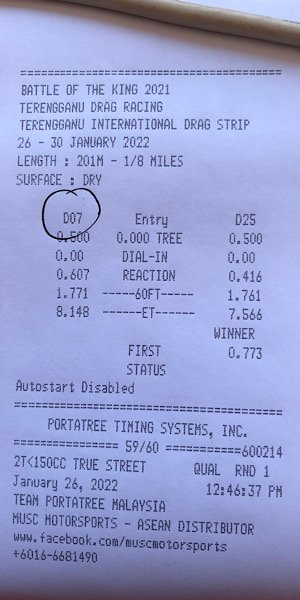 ======================================
BATTLE OF THE KING 2021
TERENGGANU DRAG RACING
TERENGGANU INTERNATIONAL DRAG STRIP
26 - 30 JANUARY 2022
LENGTH : 201M - 1/8 MILES
SURFACE : DRY
D07 Entry D25
0.500 0.000 TREE 0.500
0.00 DIAL-IN 0.00
0.607 REACTION 0.416
1.771 -----60FT------ 1.761
8.148 ------ET------- 7.566
WINNER
FIRST 0.773
STATUS
Autostart Disabled
======================================
PORTATREE TIMING SYSTEMS, INC.
=============== 59/60 ===========600214
2T<150CC TRUE STREET QUAL RND 1
January 26, 2022 12:46:37 PM
TEAM PORTATREE MALAYSIA
MUSC MOTORSPORTS - ASEAN DISTRIBUTOR
www.facebook.com/muscmotorsports
+6016-6681490